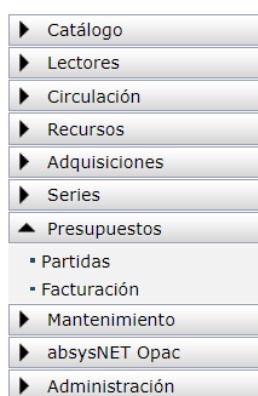 Catálogo
Lectores
Circulación
Recursos
Adquisiciones
Series
Presupuestos
Partidas
Facturación
Mantenimiento
absysNET Opac
Administración